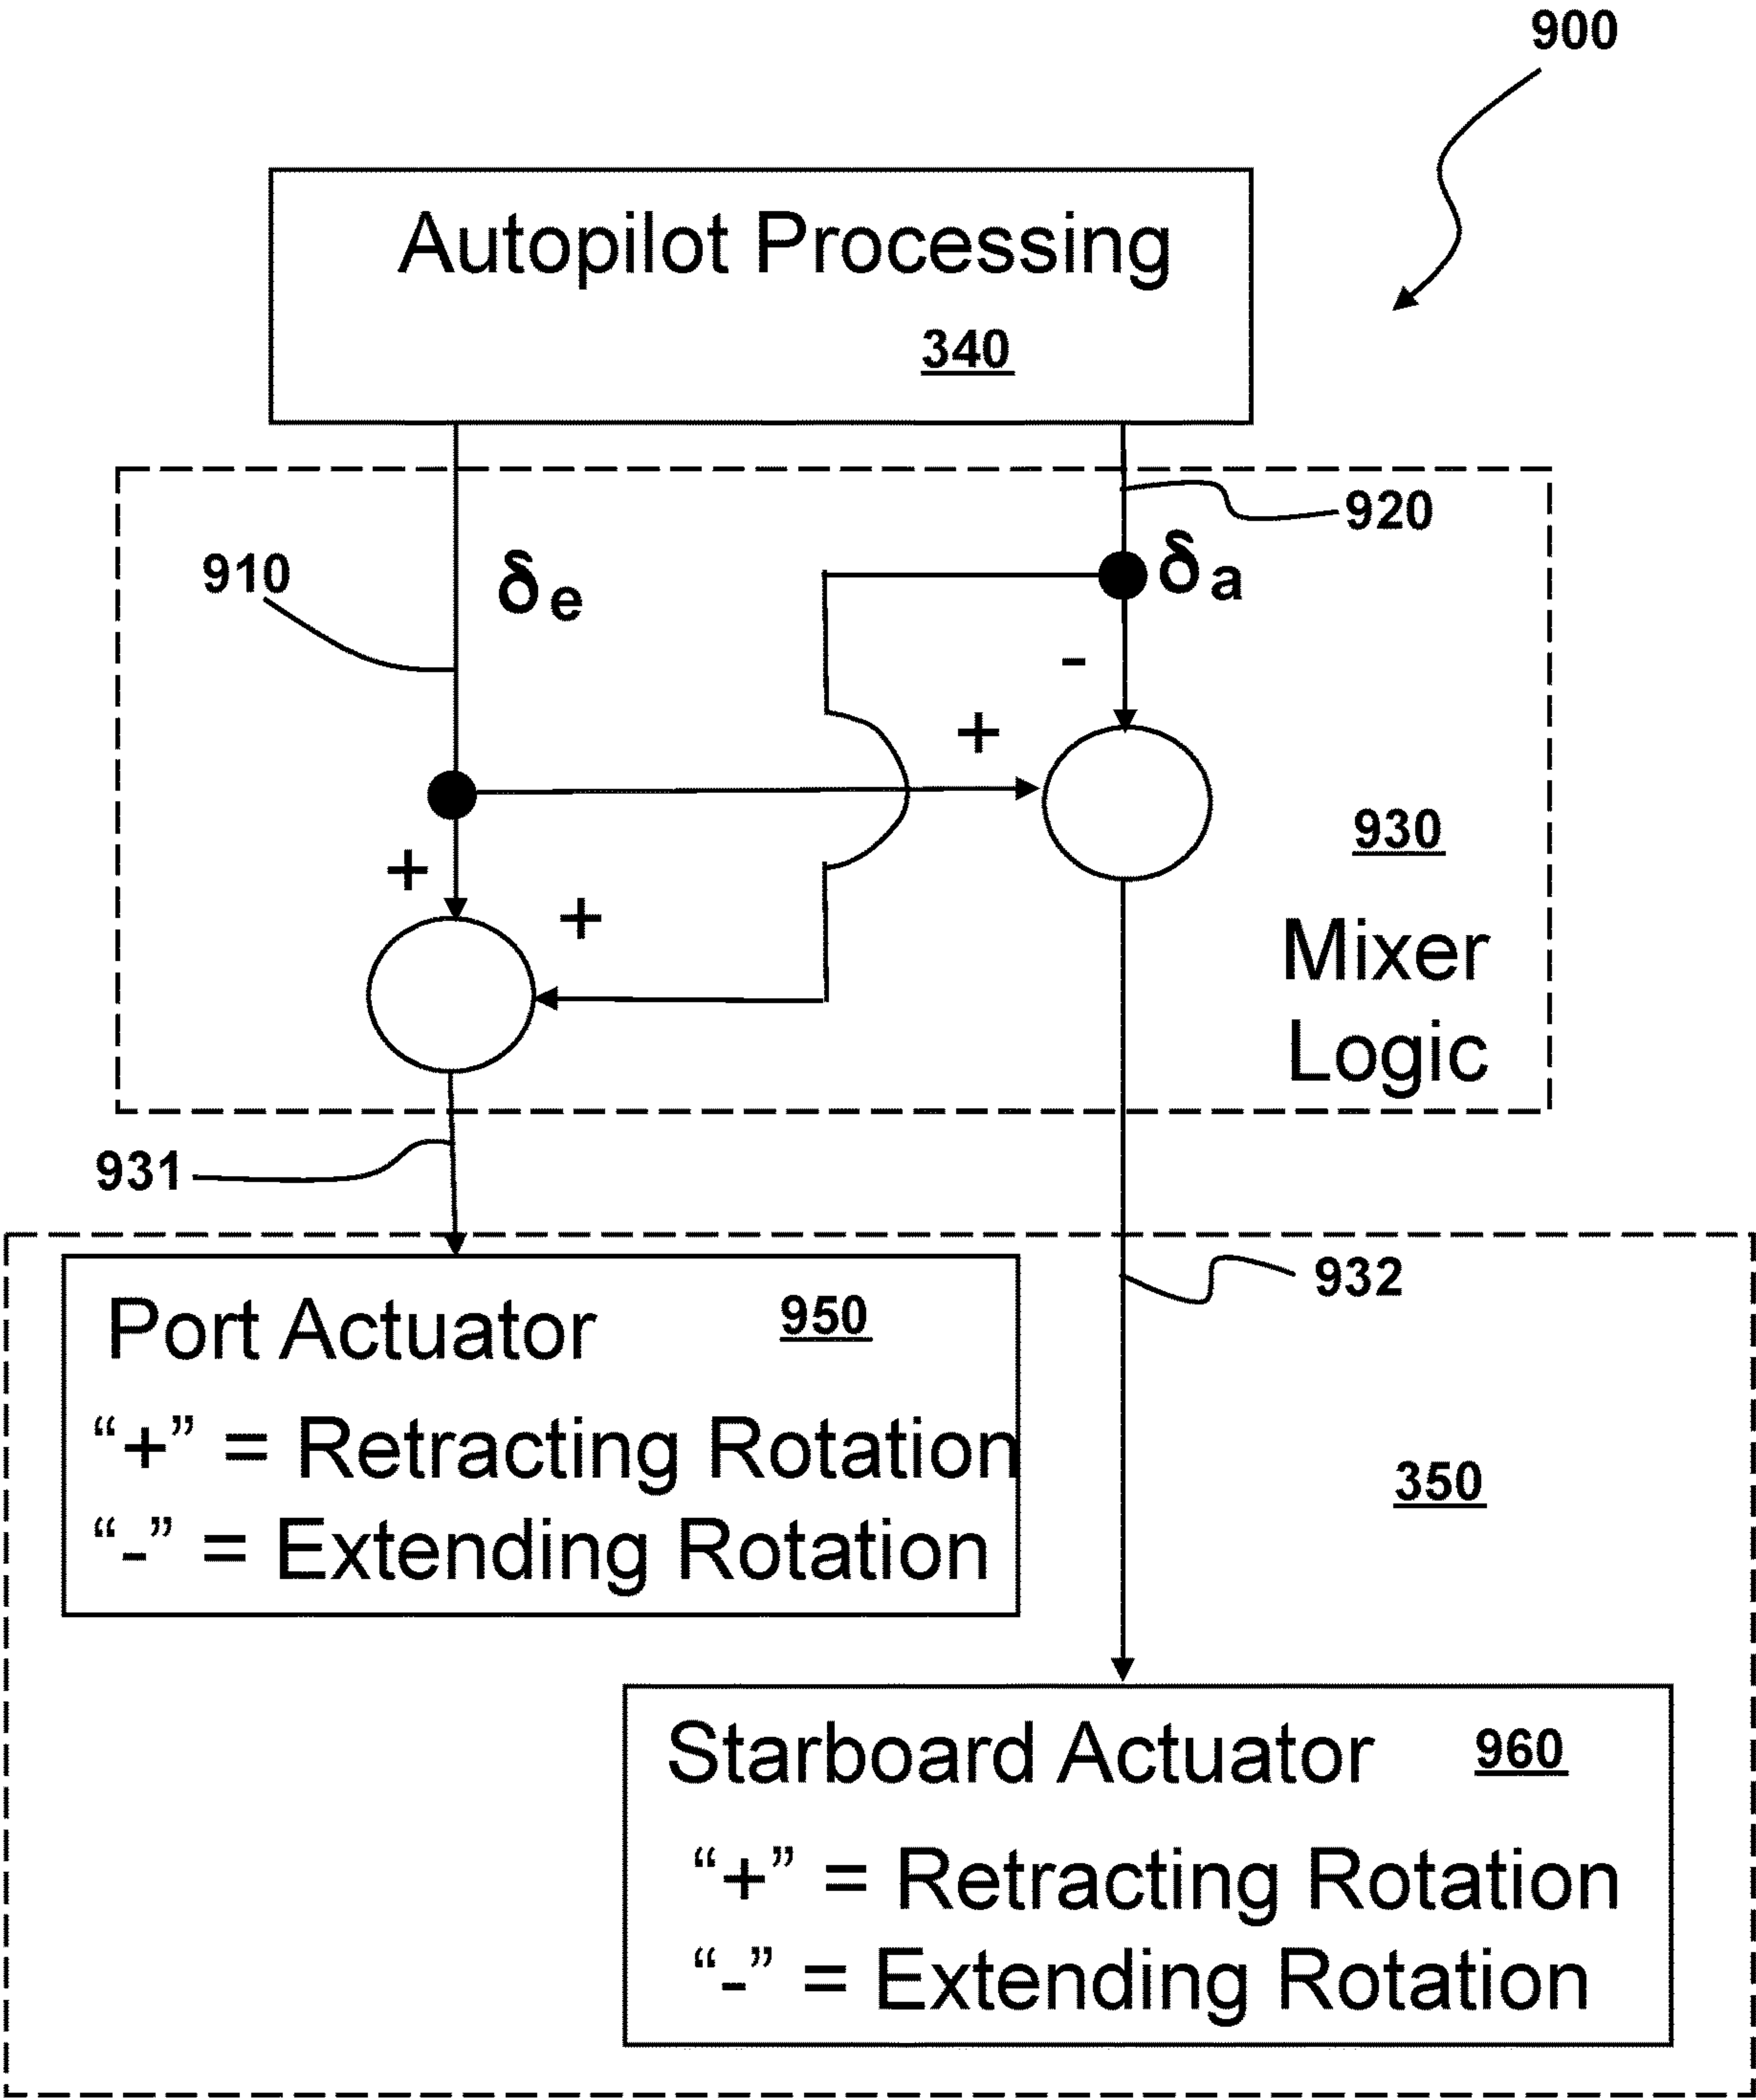 900
Autopilot Processing
340
920
910
δe
δa
-
+
+
+
930
Mixer
Logic
931
932
Port Actuator 950
“+” = Retracting Rotation
“-” = Extending Rotation
350
Starboard Actuator 960
“+” = Retracting Rotation
“-” = Extending Rotation